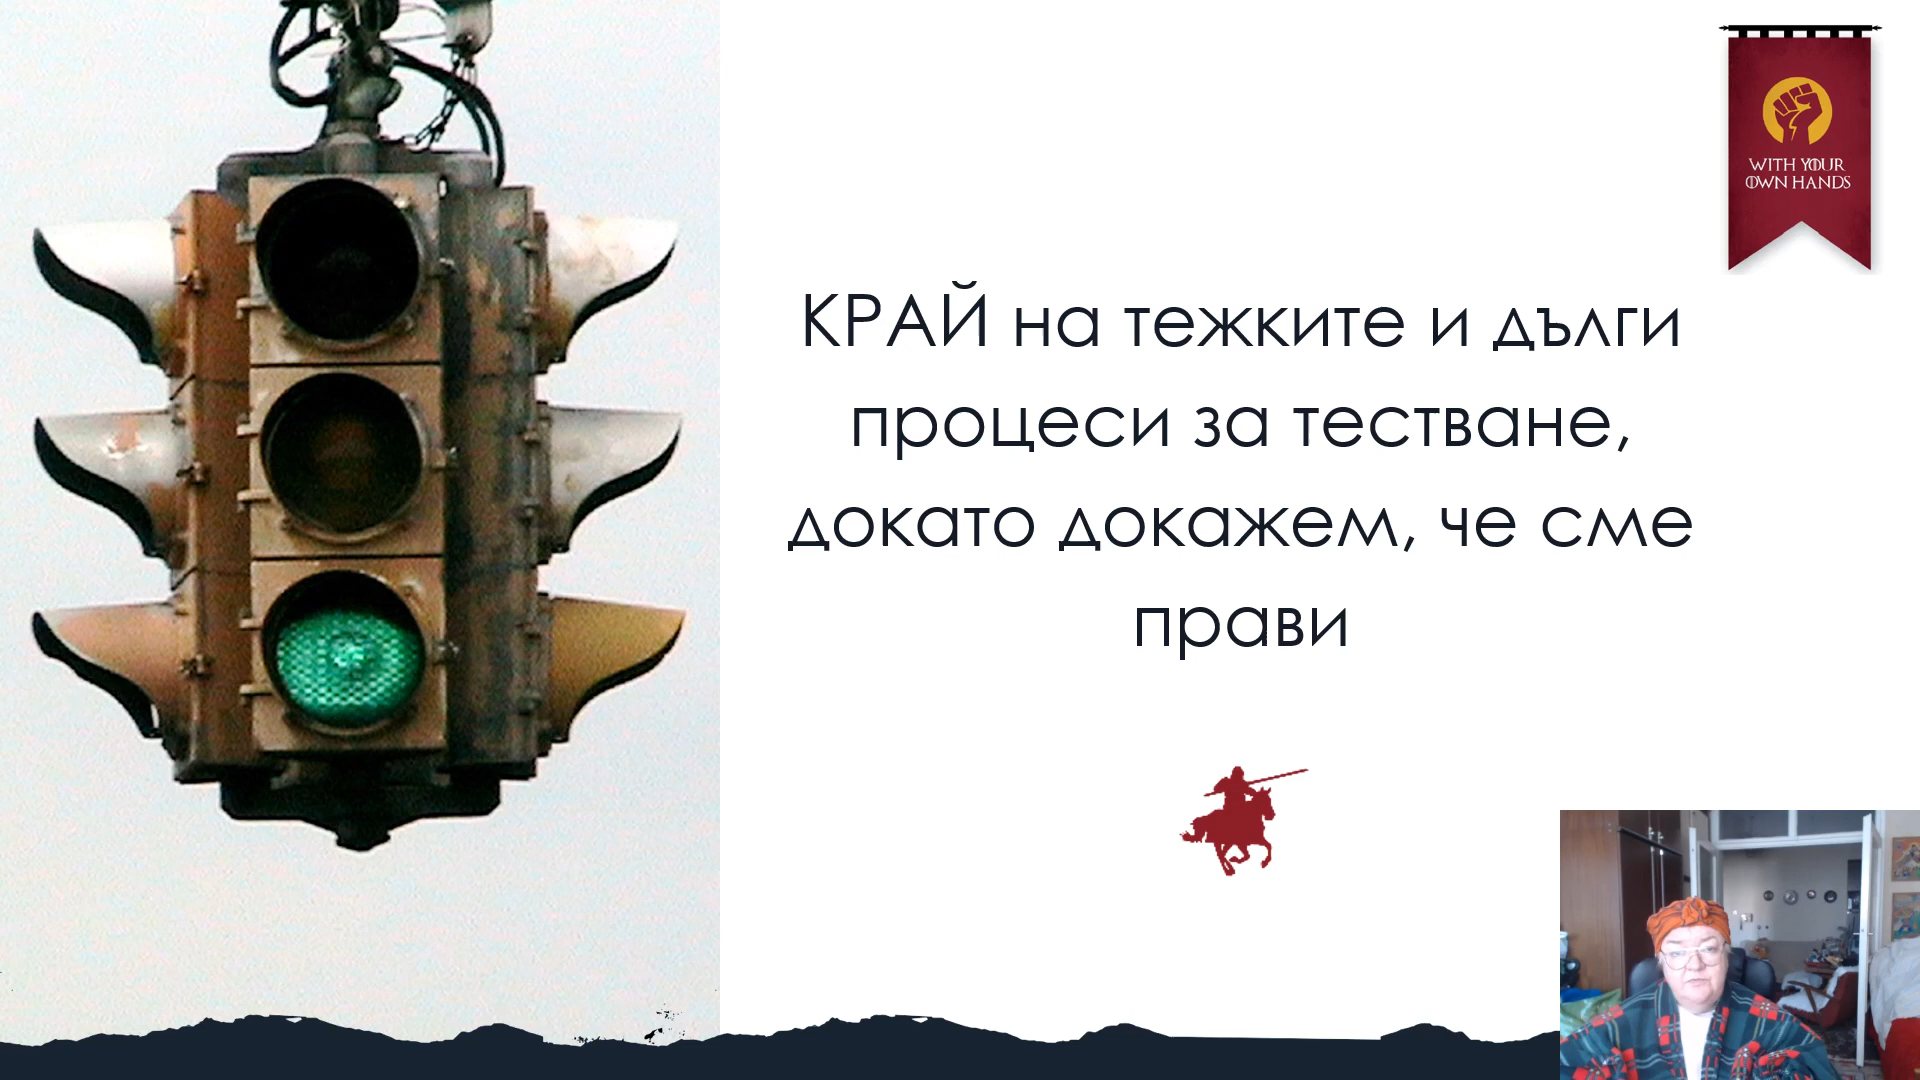 WITH YOUR
OWN HANDS
КРАЙ на тежките и дълги
процеси за тестване,
докато докажем, че сме
прави